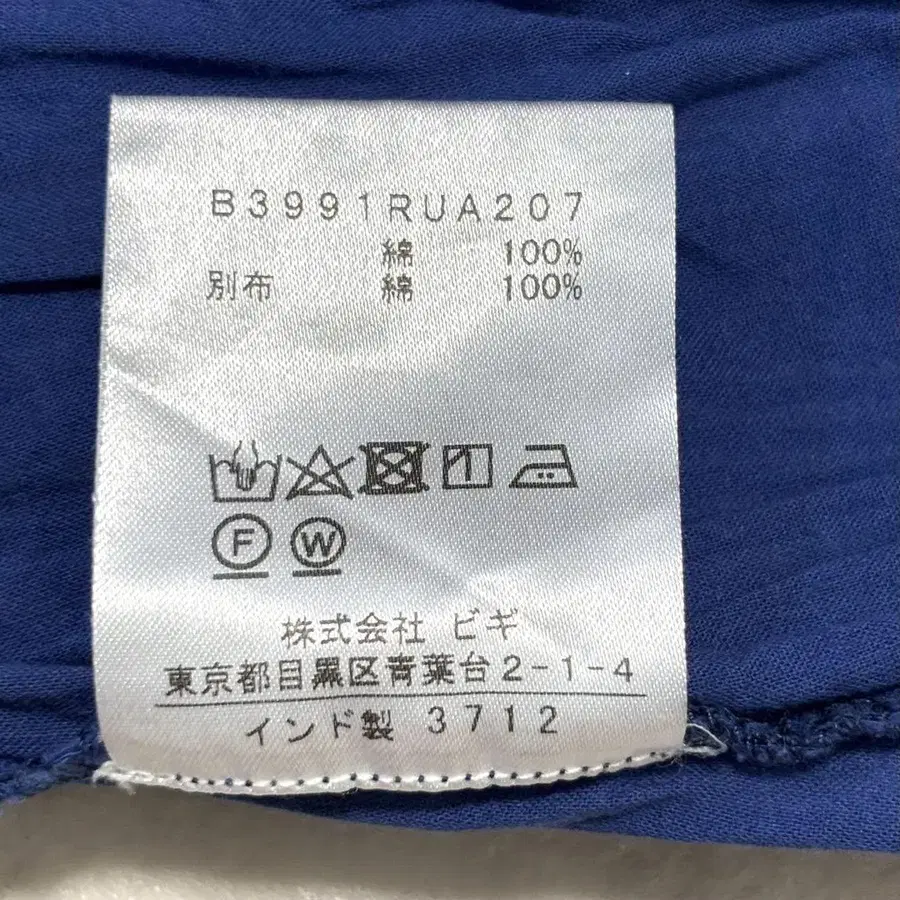 B3991RUA207
綿 100%
別布 綿 100%
F W
株式会社 ビギ
東京都目黒区青葉台2-1-4
インド製 3712